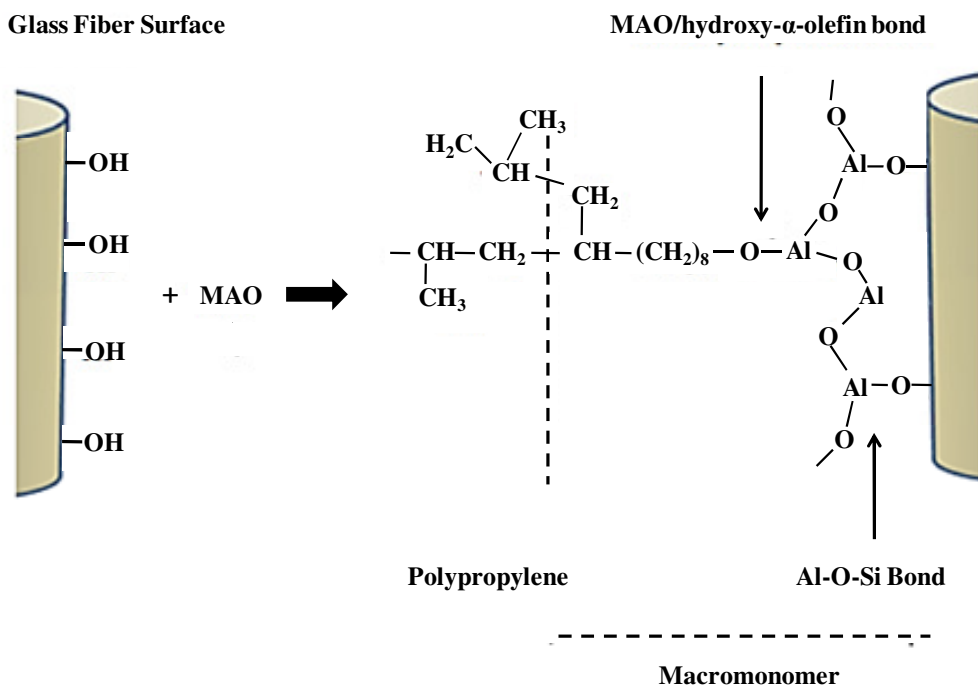 Glass Fiber Surface
MAO/hydroxy-α-olefin bond
OH
OH
OH
OH
+ MAO
CH₃
H₂C
CH
CH₂
CH
CH₂
CH
(CH₂)₈
O
Al
CH₃
O
Al
O
O
O
Al
O
Al
O
O
Polypropylene
Al-O-Si Bond
Macromonomer